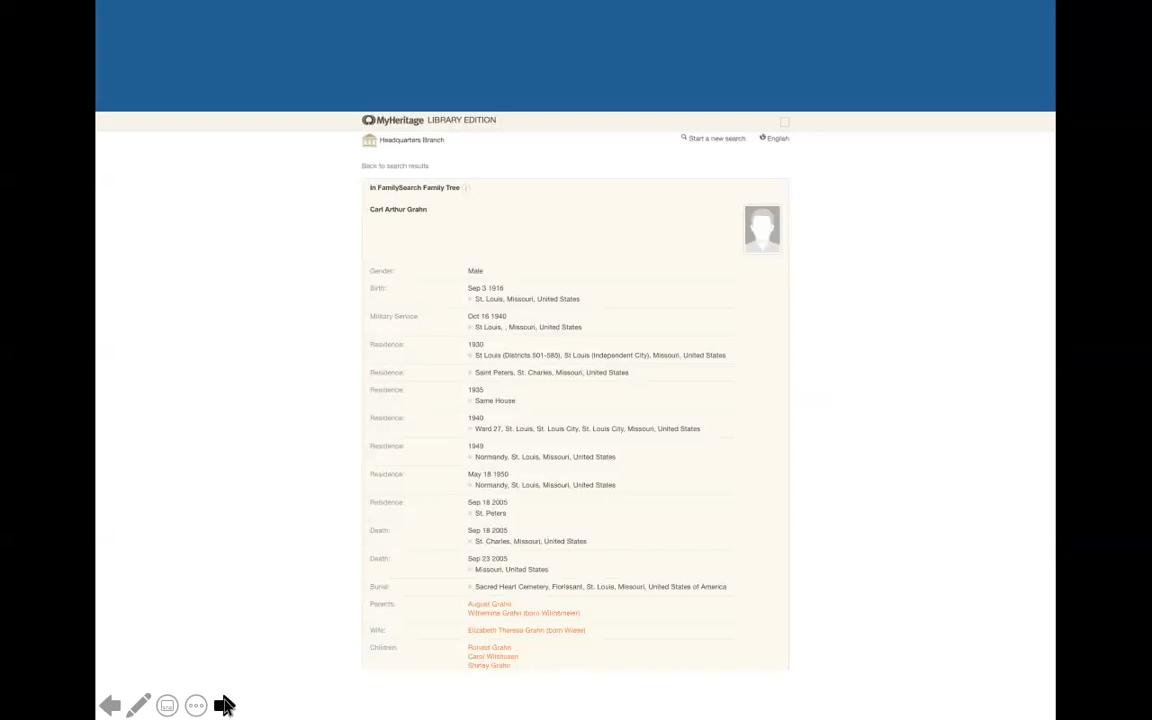 MyHeritage LIBRARY EDITION
Headquarters Branch
Start a new search
English
Back to search results
In FamilySearch Family Tree
Carl Arthur Grahn
Gender: Male
Birth: Sep 3 1916
St. Louis, Missouri, United States
Military Service Oct 16 1940
St Louis, , Missouri, United States
Residence: 1930
St Louis (Districts 501-585), St Louis (Independent City), Missouri, United States
Residence: Saint Peters, St. Charles, Missouri, United States
Residence: 1935
Same House
Residence: 1940
Ward 27, St. Louis, St. Louis City, St. Louis City, Missouri, United States
Residence: 1949
Normandy, St. Louis, Missouri, United States
Residence: May 18 1950
Normandy, St. Louis, Missouri, United States
Residence: Sep 18 2005
St. Peters
Death: Sep 18 2005
St. Charles, Missouri, United States
Death: Sep 23 2005
Missouri, United States
Burial: Sacred Heart Cemetery, Florissant, St. Louis, Missouri, United States of America
Parents: August Grahn
Grahn (born
Wife: Elizabeth Theresa Grahn (born Wiese)
Children: Ronald Grahn
Carol
Shirley Grahn